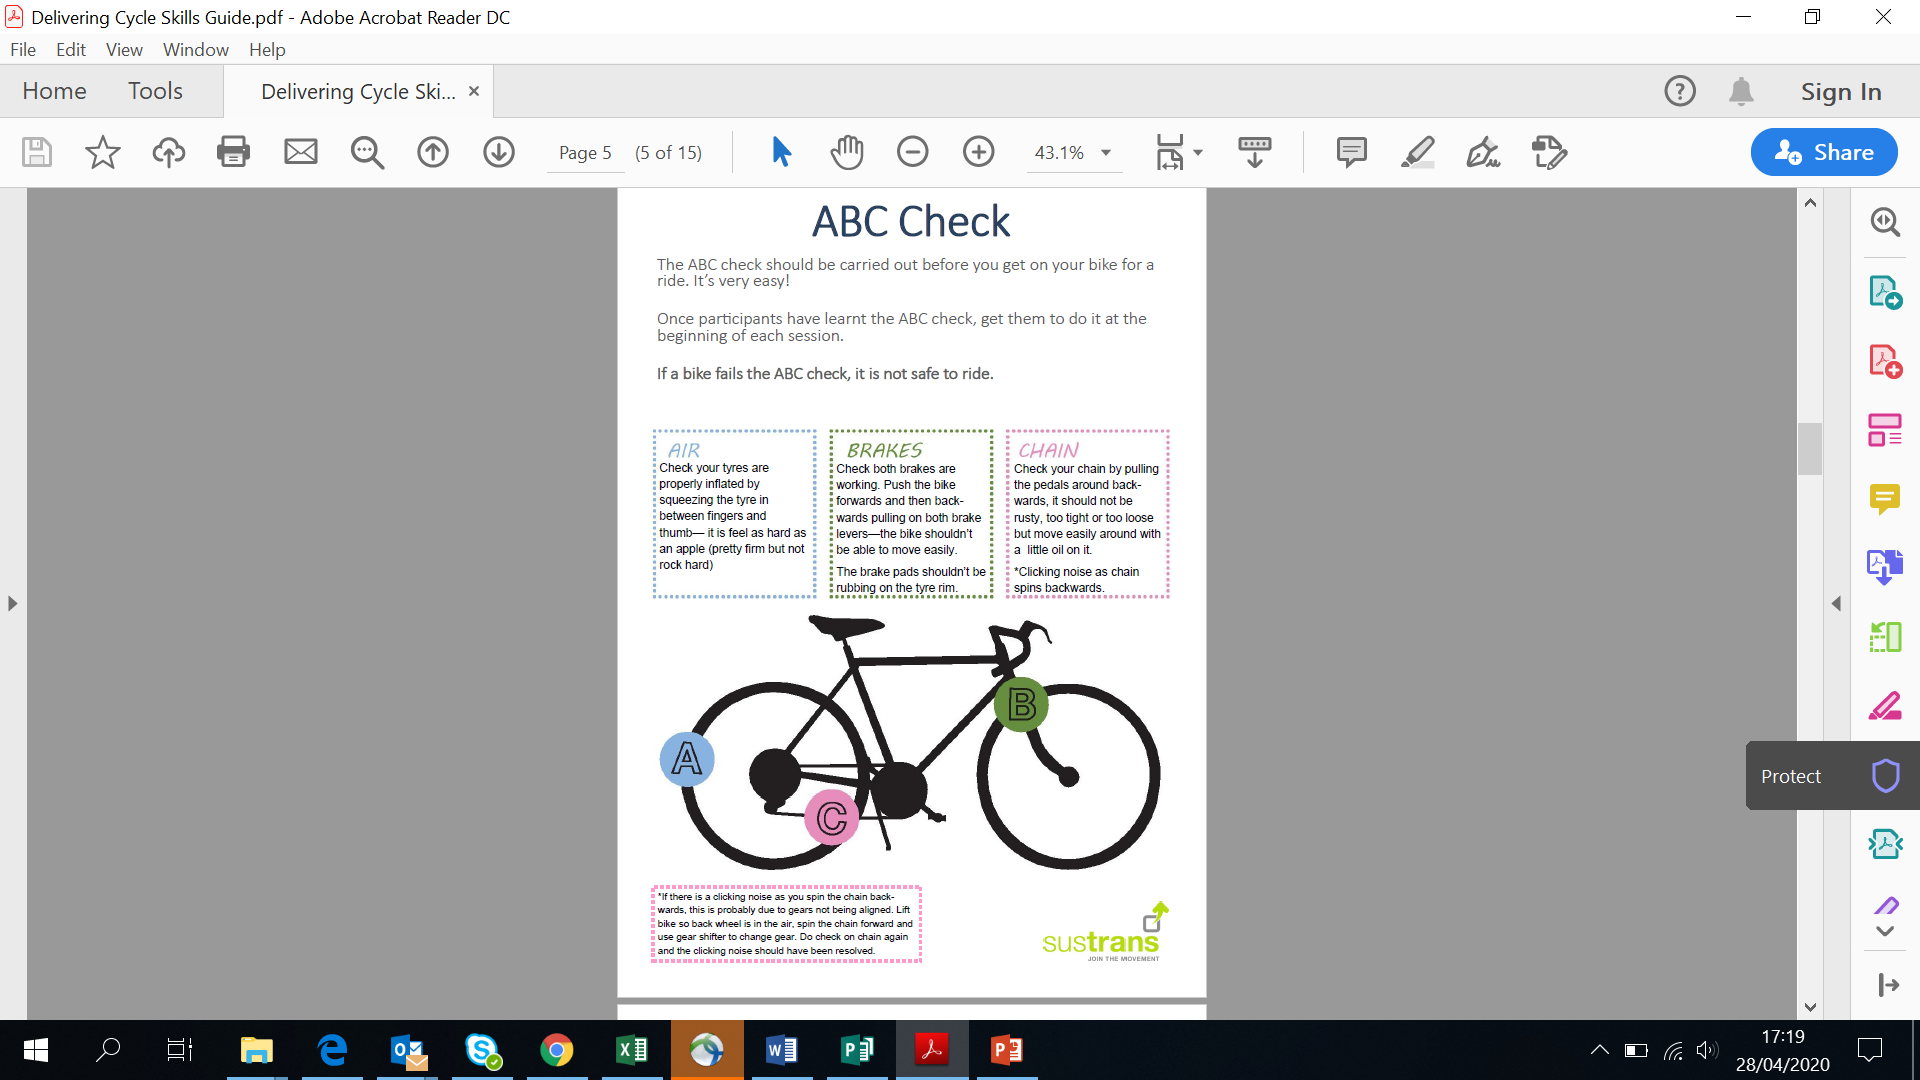 Delivering Cycle Skills Guide.pdf - Adobe Acrobat Reader DC
File Edit View Window Help
Home Tools Delivering Cycle Ski... × Sign In
Page 5 (5 of 15) 43.1% Share
ABC Check
The ABC check should be carried out before you get on your bike for a
ride. It's very easy!
Once participants have learnt the ABC check, get them to do it at the
beginning of each session.
If a bike fails the ABC check, it is not safe to ride.
AIR
Check your tyres are
properly inflated by
squeezing the tyre in
between fingers and
thumb— it is feel as hard as
an apple (pretty firm but not
rock hard)
BRAKES
Check both brakes are
working. Push the bike
forwards and then back-
wards pulling on both brake
levers—the bike shouldn't
be able to move easily.
The brake pads shouldn't be
rubbing on the tyre rim.
CHAIN
Check your chain by pulling
the pedals around back-
wards, it should not be
rusty, too tight or too loose
but move easily around with
a little oil on it.
*Clicking noise as chain
spins backwards.
A
B
C
Protect
*If there is a clicking noise as you spin the chain back-
wards, this is probably due to gears not being aligned. Lift
bike so back wheel is in the air, spin the chain forward and
use gear shifter to change gear. Do check on chain again
and the clicking noise should have been resolved.
sustrans
JOIN THE MOVEMENT
17:19
28/04/2020